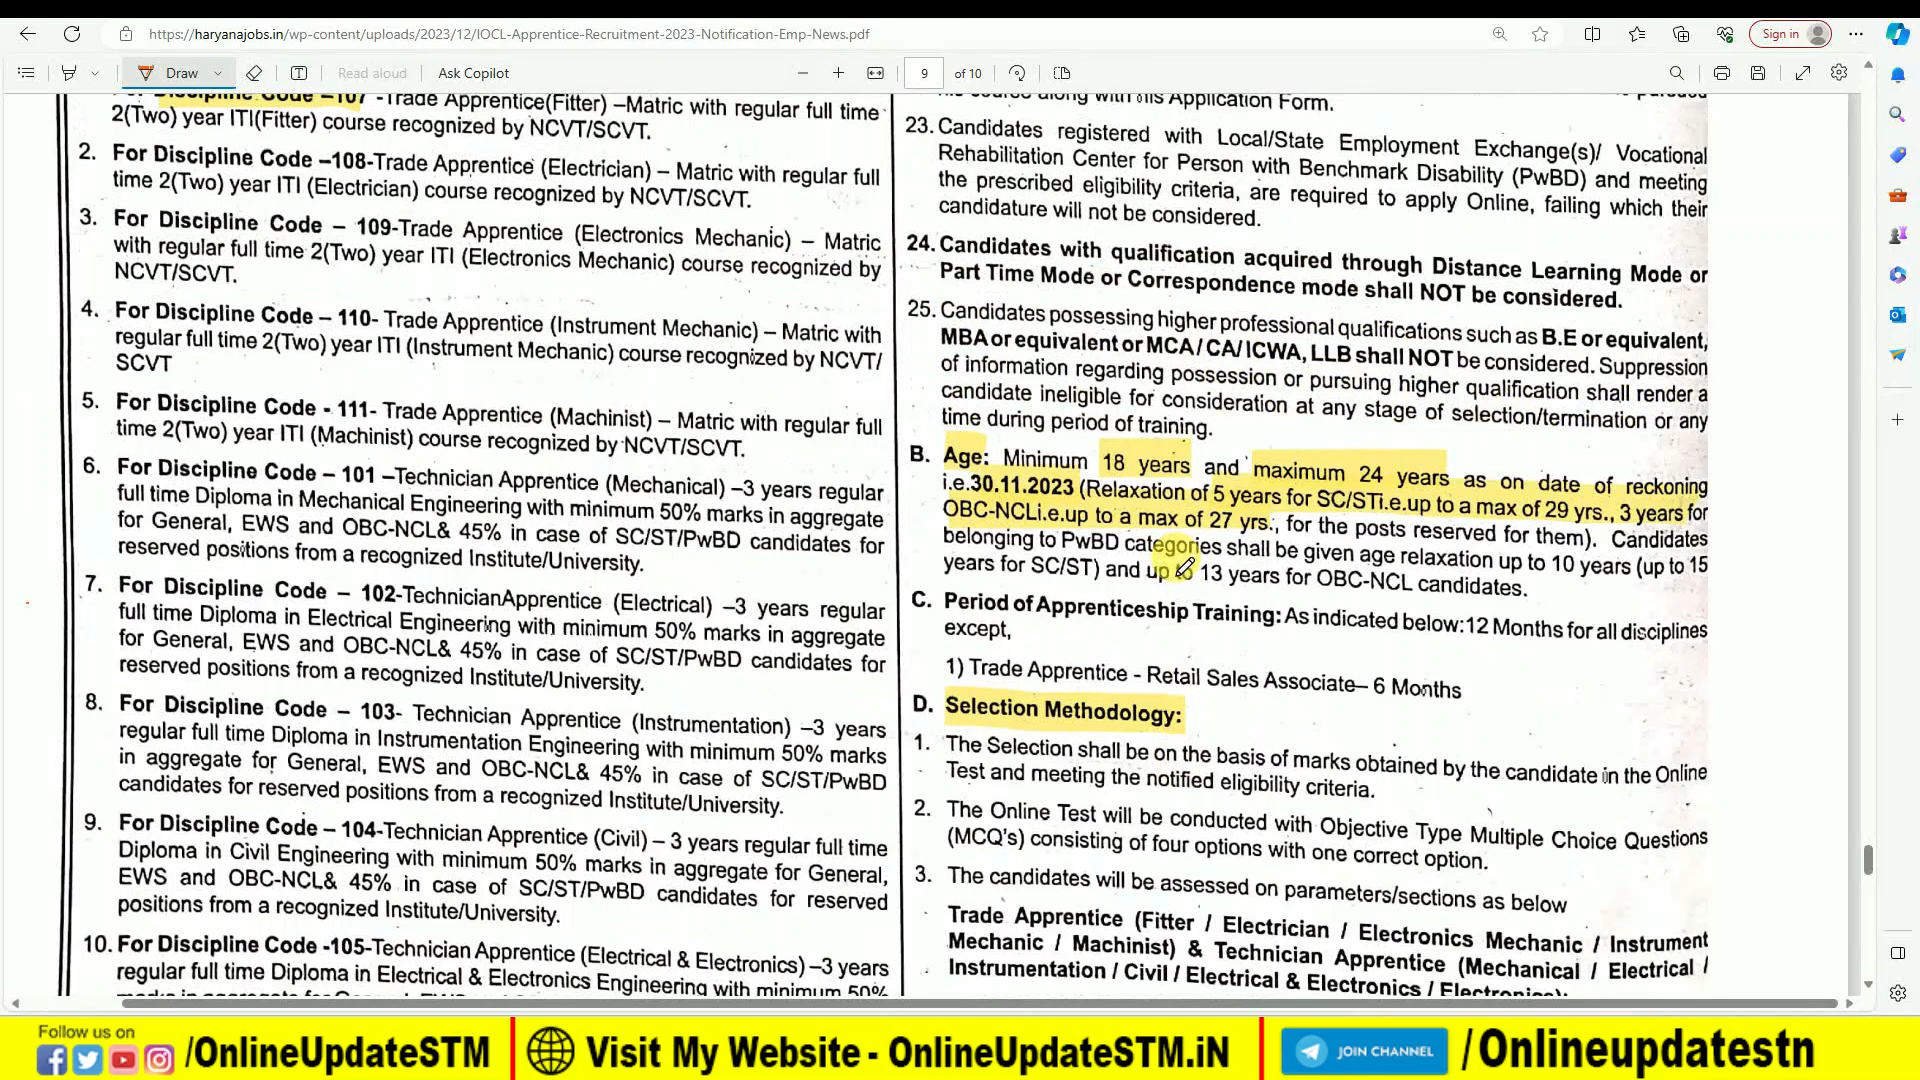 https://haryanajobs.in/wp-content/uploads/2023/12/IOCL-Apprentice-Recruitment-2023-Notification-Emp-News.pdf
Sign in
Draw
Read aloud
Ask Copilot
9 of 10
For Discipline Code –107 -Trade Apprentice(Fitter) –Matric with regular full time
2(Two) year ITI(Fitter) course recognized by NCVT/SCVT.
2. For Discipline Code –108-Trade Apprentice (Electrician) – Matric with regular full
time 2(Two) year ITI (Electrician) course recognized by NCVT/SCVT.
3. For Discipline Code – 109-Trade Apprentice (Electronics Mechanic) – Matric
with regular full time 2(Two) year ITI (Electronics Mechanic) course recognized by
NCVT/SCVT.
4. For Discipline Code – 110- Trade Apprentice (Instrument Mechanic) – Matric with
regular full time 2(Two) year ITI (Instrument Mechanic) course recognized by NCVT/
SCVT
5. For Discipline Code - 111- Trade Apprentice (Machinist) – Matric with regular full
time 2(Two) year ITI (Machinist) course recognized by NCVT/SCVT.
6. For Discipline Code – 101 –Technician Apprentice (Mechanical) –3 years regular
full time Diploma in Mechanical Engineering with minimum 50% marks in aggregate
for General, EWS and OBC-NCL& 45% in case of SC/ST/PwBD candidates for
reserved positions from a recognized Institute/University.
7. For Discipline Code – 102-TechnicianApprentice (Electrical) –3 years regular
full time Diploma in Electrical Engineering with minimum 50% marks in aggregate
for General, EWS and OBC-NCL& 45% in case of SC/ST/PwBD candidates for
reserved positions from a recognized Institute/University.
8. For Discipline Code – 103- Technician Apprentice (Instrumentation) –3 years
regular full time Diploma in Instrumentation Engineering with minimum 50% marks
in aggregate for General, EWS and OBC-NCL& 45% in case of SC/ST/PwBD
candidates for reserved positions from a recognized Institute/University.
9. For Discipline Code – 104-Technician Apprentice (Civil) – 3 years regular full time
Diploma in Civil Engineering with minimum 50% marks in aggregate for General,
EWS and OBC-NCL& 45% in case of SC/ST/PwBD candidates for reserved
positions from a recognized Institute/University.
10. For Discipline Code -105-Technician Apprentice (Electrical & Electronics) –3 years
regular full time Diploma in Electrical & Electronics Engineering with minimum 50%
course along with his Application Form.
23. Candidates registered with Local/State Employment Exchange(s)/ Vocational
Rehabilitation Center for Person with Benchmark Disability (PwBD) and meeting
the prescribed eligibility criteria, are required to apply Online, failing which their
candidature will not be considered.
24. Candidates with qualification acquired through Distance Learning Mode or
Part Time Mode or Correspondence mode shall NOT be considered.
25. Candidates possessing higher professional qualifications such as B.E or equivalent,
MBA or equivalent or MCA/ CA/ ICWA, LLB shall NOT be considered. Suppression
of information regarding possession or pursuing higher qualification shall render a
candidate ineligible for consideration at any stage of selection/termination or any
time during period of training.
B. Age: Minimum 18 years and maximum 24 years as on date of reckoning
i.e.30.11.2023 (Relaxation of 5 years for SC/STi.e.up to a max of 29 yrs., 3 years for
OBC-NCLi.e.up to a max of 27 yrs., for the posts reserved for them). Candidates
belonging to PwBD categories shall be given age relaxation up to 10 years (up to 15
years for SC/ST) and up to 13 years for OBC-NCL candidates.
C. Period of Apprenticeship Training: As indicated below:12 Months for all disciplines
except,
1) Trade Apprentice - Retail Sales Associate– 6 Months
D. Selection Methodology:
1. The Selection shall be on the basis of marks obtained by the candidate in the Online
Test and meeting the notified eligibility criteria.
2. The Online Test will be conducted with Objective Type Multiple Choice Questions
(MCQ's) consisting of four options with one correct option.
3. The candidates will be assessed on parameters/sections as below
Trade Apprentice (Fitter / Electrician / Electronics Mechanic / Instrument
Mechanic / Machinist) & Technician Apprentice (Mechanical / Electrical /
Instrumentation / Civil / Electrical & Electronics / Electronics):
Follow us on
/OnlineUpdateSTM
Visit My Website - OnlineUpdateSTM.iN
JOIN CHANNEL
/Onlineupdatestn